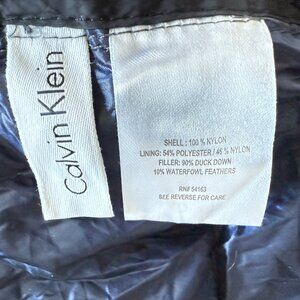 Calvin Klein
SHELL: 100 % NYLON
LINING: 54% POLYESTER / 46 % NYLON
FILLER: 90% DUCK DOWN
10% WATERFOWL FEATHERS
RN# 54163
SEE REVERSE FOR CARE